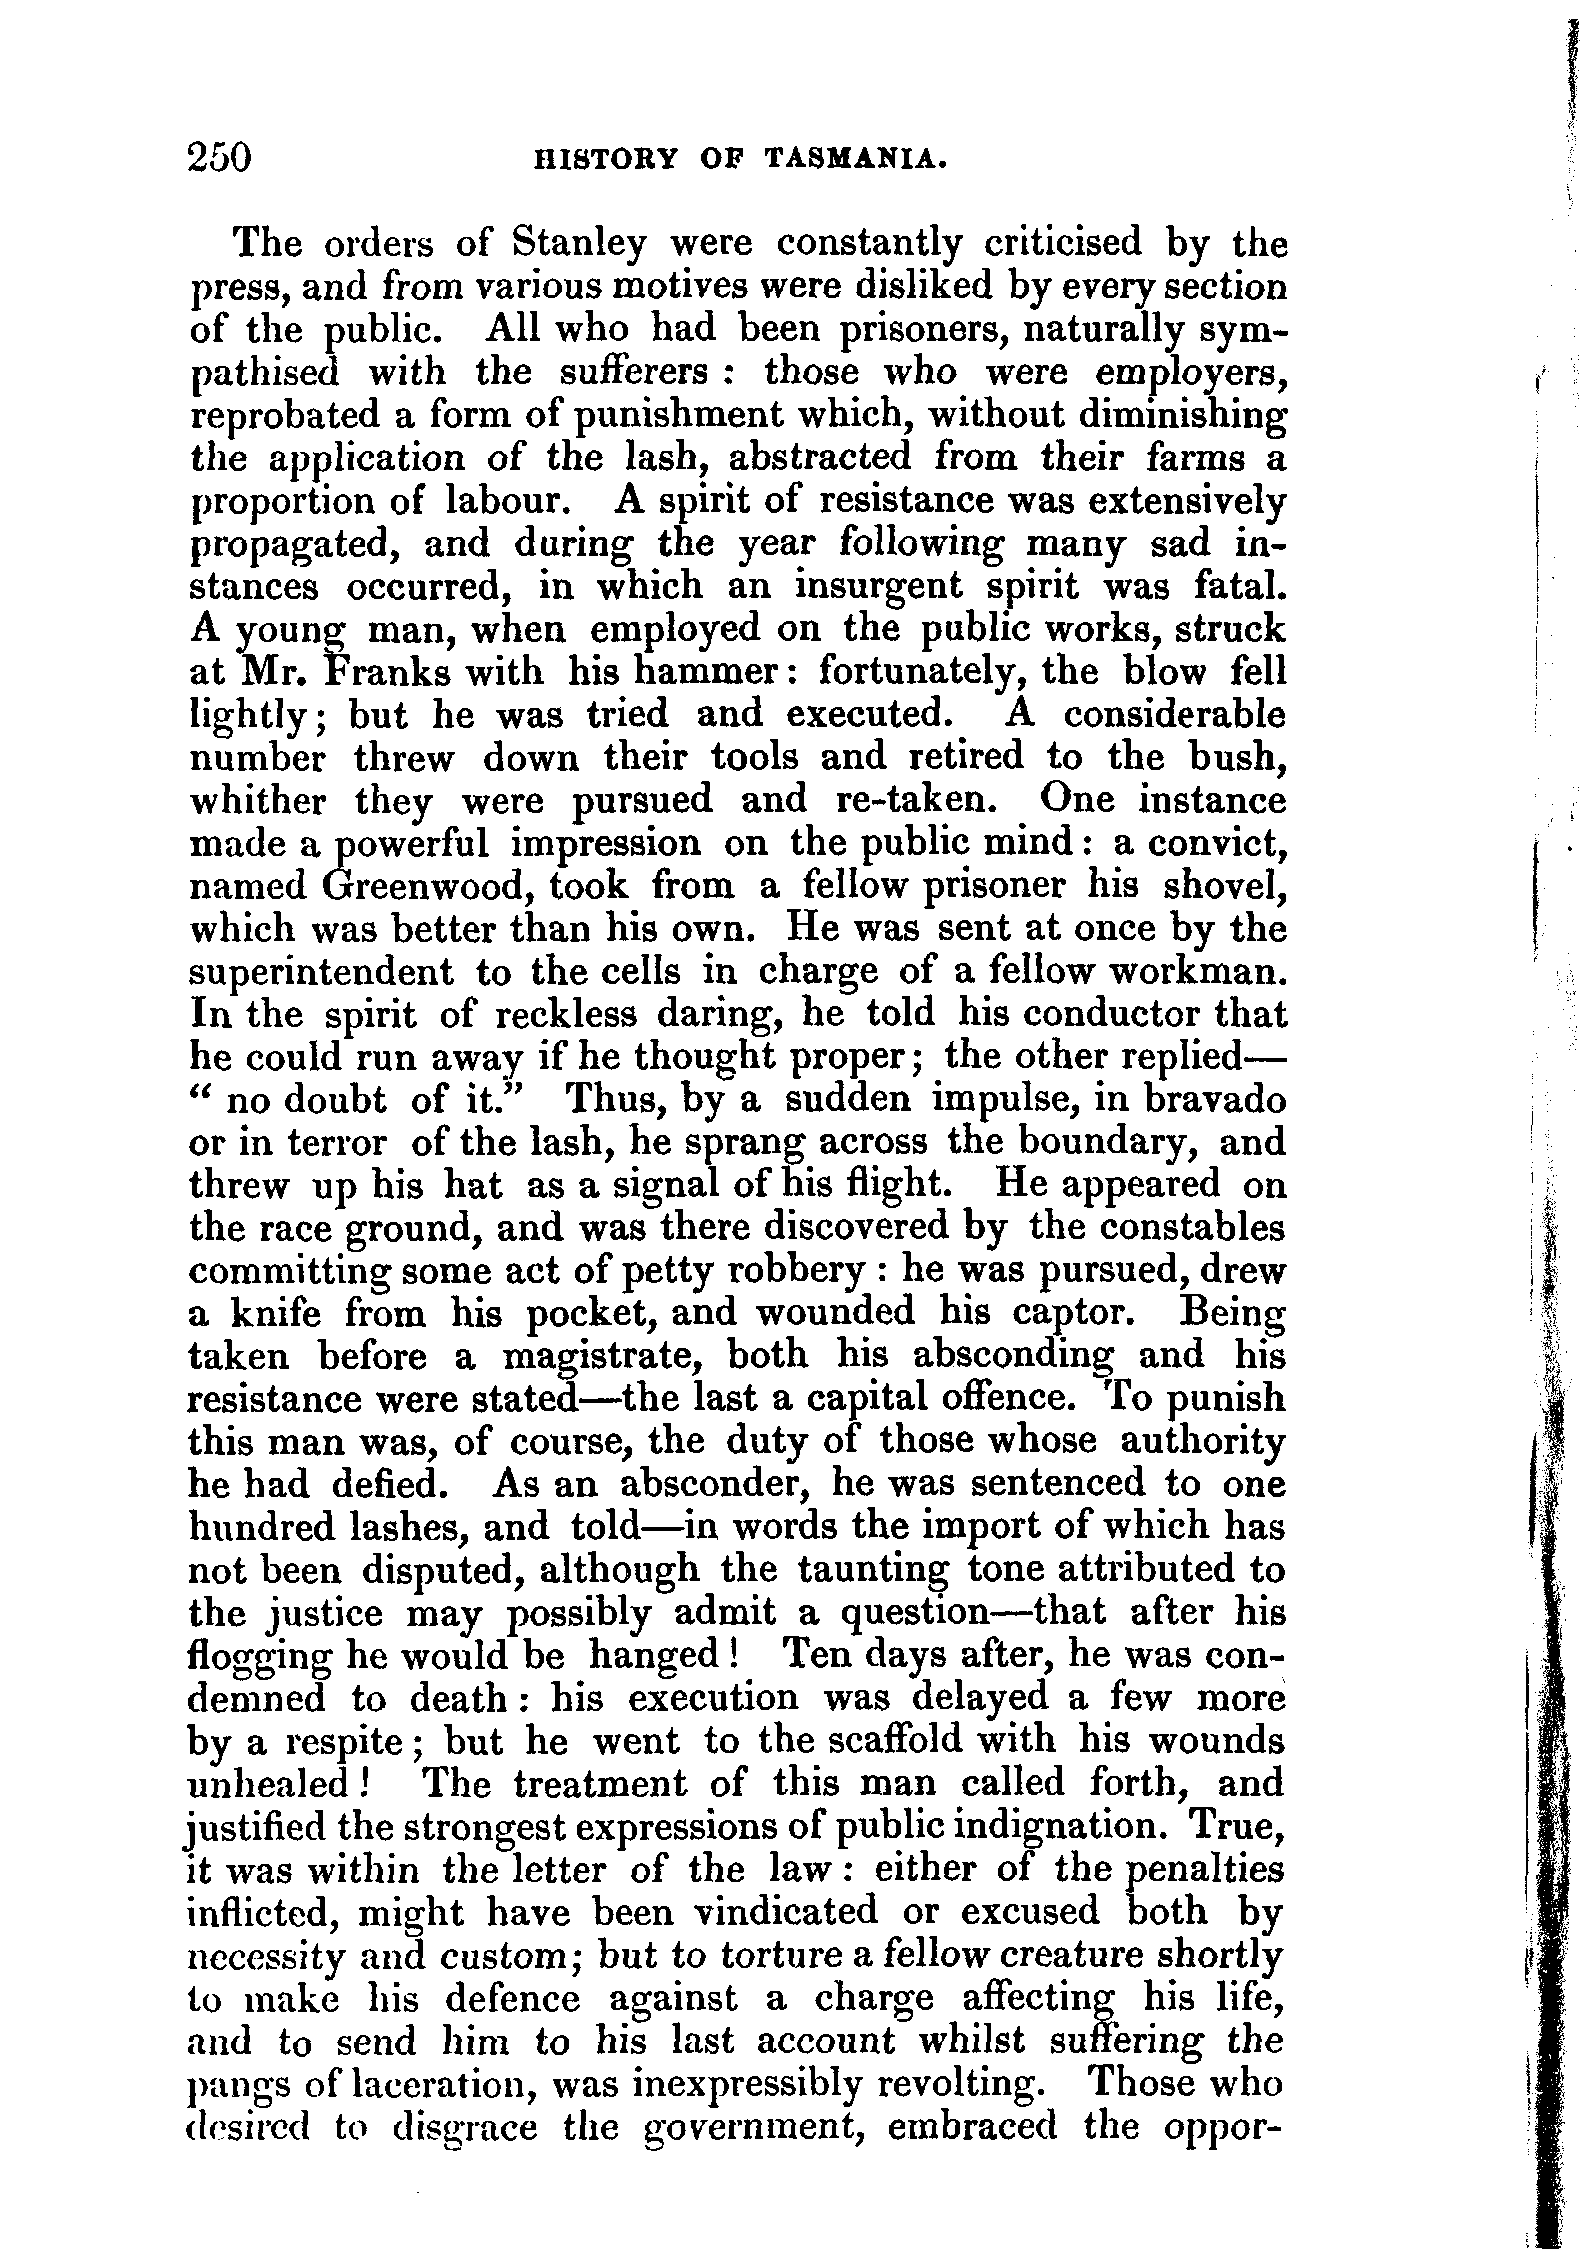 250 HISTORY OF TASMANIA.
The orders of Stanley were constantly criticised by the
press, and from various motives were disliked by every section
of the public. All who had been prisoners, naturally sym-
pathised with the sufferers : those who were employers,
reprobated a form of punishment which, without diminishing
the application of the lash, abstracted from their farms a
proportion of labour. A spirit of resistance was extensively
propagated, and during the year following many sad in-
stances occurred, in which an insurgent spirit was fatal.
A young man, when employed on the public works, struck
at Mr. Franks with his hammer : fortunately, the blow fell
lightly ; but he was tried and executed. A considerable
number threw down their tools and retired to the bush,
whither they were pursued and re-taken. One instance
made a powerful impression on the public mind : a convict,
named Greenwood, took from a fellow prisoner his shovel,
which was better than his own. He was sent at once by the
superintendent to the cells in charge of a fellow workman.
In the spirit of reckless daring, he told his conductor that
he could run away if he thought proper ; the other replied—
“ no doubt of it.” Thus, by a sudden impulse, in bravado
or in terror of the lash, he sprang across the boundary, and
threw up his hat as a signal of his flight. He appeared on
the race ground, and was there discovered by the constables
committing some act of petty robbery : he was pursued, drew
a knife from his pocket, and wounded his captor. Being
taken before a magistrate, both his absconding and his
resistance were stated—the last a capital offence. To punish
this man was, of course, the duty of those whose authority
he had defied. As an absconder, he was sentenced to one
hundred lashes, and told—in words the import of which has
not been disputed, although the taunting tone attributed to
the justice may possibly admit a question—that after his
flogging he would be hanged ! Ten days after, he was con-
demned to death : his execution was delayed a few more
by a respite ; but he went to the scaffold with his wounds
unhealed ! The treatment of this man called forth, and
justified the strongest expressions of public indignation. True,
it was within the letter of the law : either of the penalties
inflicted, might have been vindicated or excused both by
necessity and custom; but to torture a fellow creature shortly
to make his defence against a charge affecting his life,
and to send him to his last account whilst suffering the
pangs of laceration, was inexpressibly revolting. Those who
desired to disgrace the government, embraced the oppor-